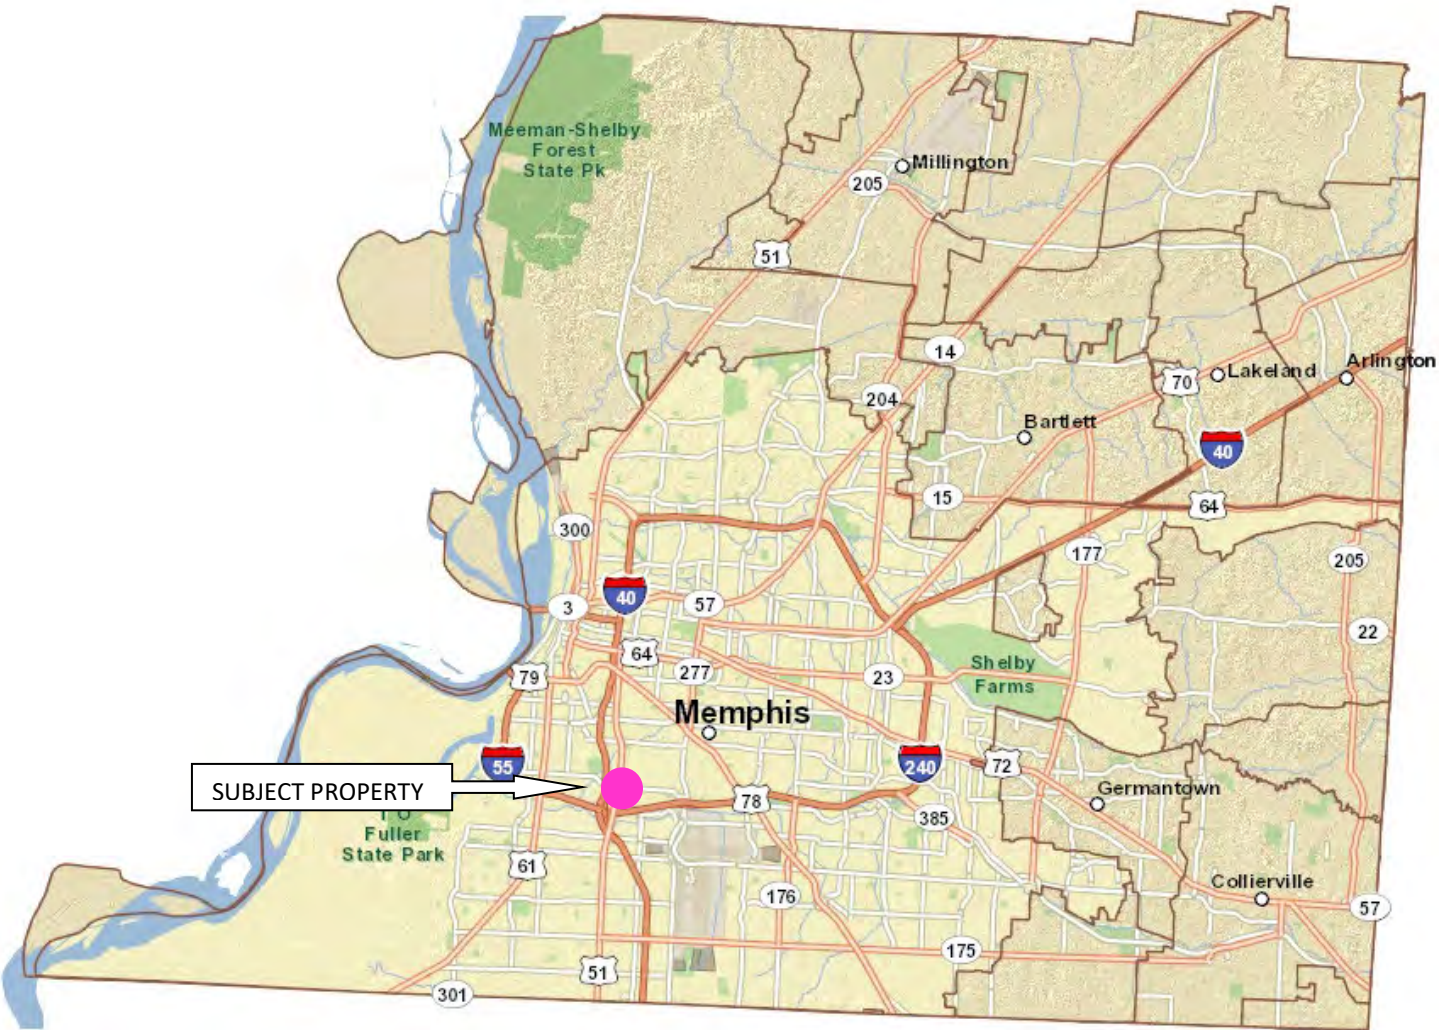 Meeman-Shelby
Forest
State Pk
Millington
205
51
14
Arlington
70
Lakeland
204
Bartlett
40
15
64
300
177
205
40
57
3
22
64
Shelby
Farms
79
277
23
Memphis
55
240
72
SUBJECT PROPERTY
78
Germantown
T O
Fuller
State Park
385
61
Collierville
176
57
175
51
301